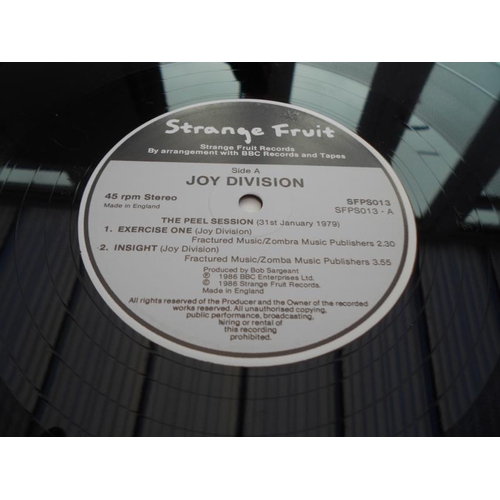 Strange Fruit
Strange Fruit Records
By arrangement with BBC Records and Tapes
Side A
JOY DIVISION
45 rpm Stereo
Made in England
SFPS013
SFPS013 - A
THE PEEL SESSION (31st January 1979)
1. EXERCISE ONE (Joy Division)
Fractured Music/Zomba Music Publishers 2.30
2. INSIGHT (Joy Division)
Fractured Music/Zomba Music Publishers 3.55
Produced by Bob Sargeant
℗ 1986 BBC Enterprises Ltd.
© 1986 Strange Fruit Records.
Made in England
All rights reserved of the Producer and the Owner of the recorded
works reserved. All unauthorised copying,
public performance, broadcasting,
hiring or rental of
this recording
prohibited.